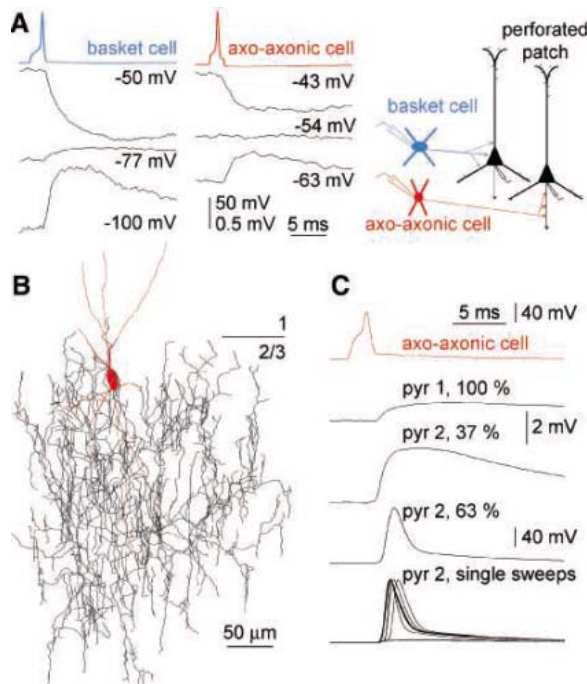 A
basket cell
-50 mV
-77 mV
-100 mV
axo-axonic cell
-43 mV
-54 mV
-63 mV
50 mV
0.5 mV
5 ms
perforated
patch
basket cell
axo-axonic cell
B
1
2/3
50 µm
C
5 ms
40 mV
axo-axonic cell
pyr 1, 100 %
2 mV
pyr 2, 37 %
pyr 2, 63 %
40 mV
pyr 2, single sweeps